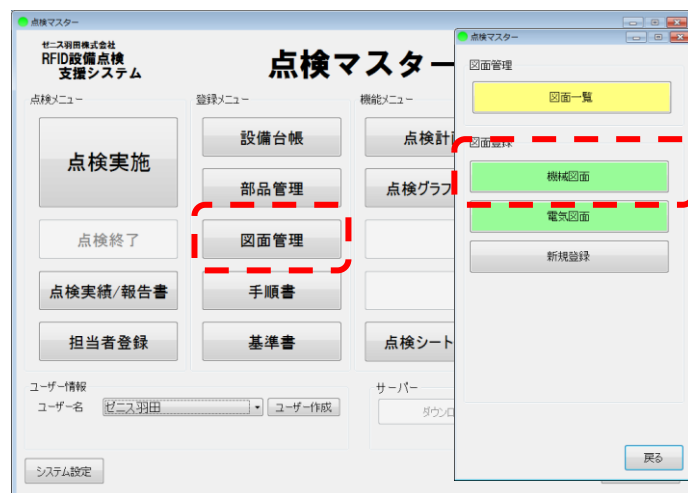 点検マスター
ゼニス羽田株式会社
RFID設備点検
支援システム
点検マスター
点検メニュー
点検実施
点検終了
点検実績/報告書
担当者登録
登録メニュー
設備台帳
部品管理
図面管理
手順書
基準書
機能メニュー
点検計
点検グラフ
点検シート
ユーザー情報
ユーザー名 ゼニス羽田 ユーザー作成
サーバー
ダウンロ
システム設定
点検マスター
図面管理
図面一覧
図面登録
機械図面
電気図面
新規登録
戻る